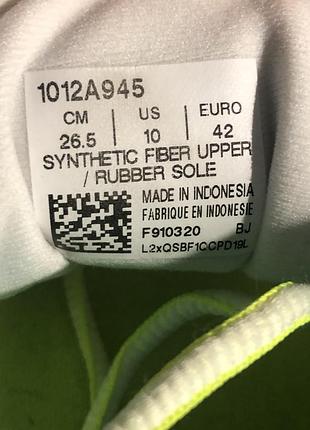 1012A945
CM US EURO
26.5 10 42
SYNTHETIC FIBER UPPER
/ RUBBER SOLE
MADE IN INDONESIA
FABRIQUE EN INDONESIE
F910320 BJ
L2xQSBF1CCPD19L